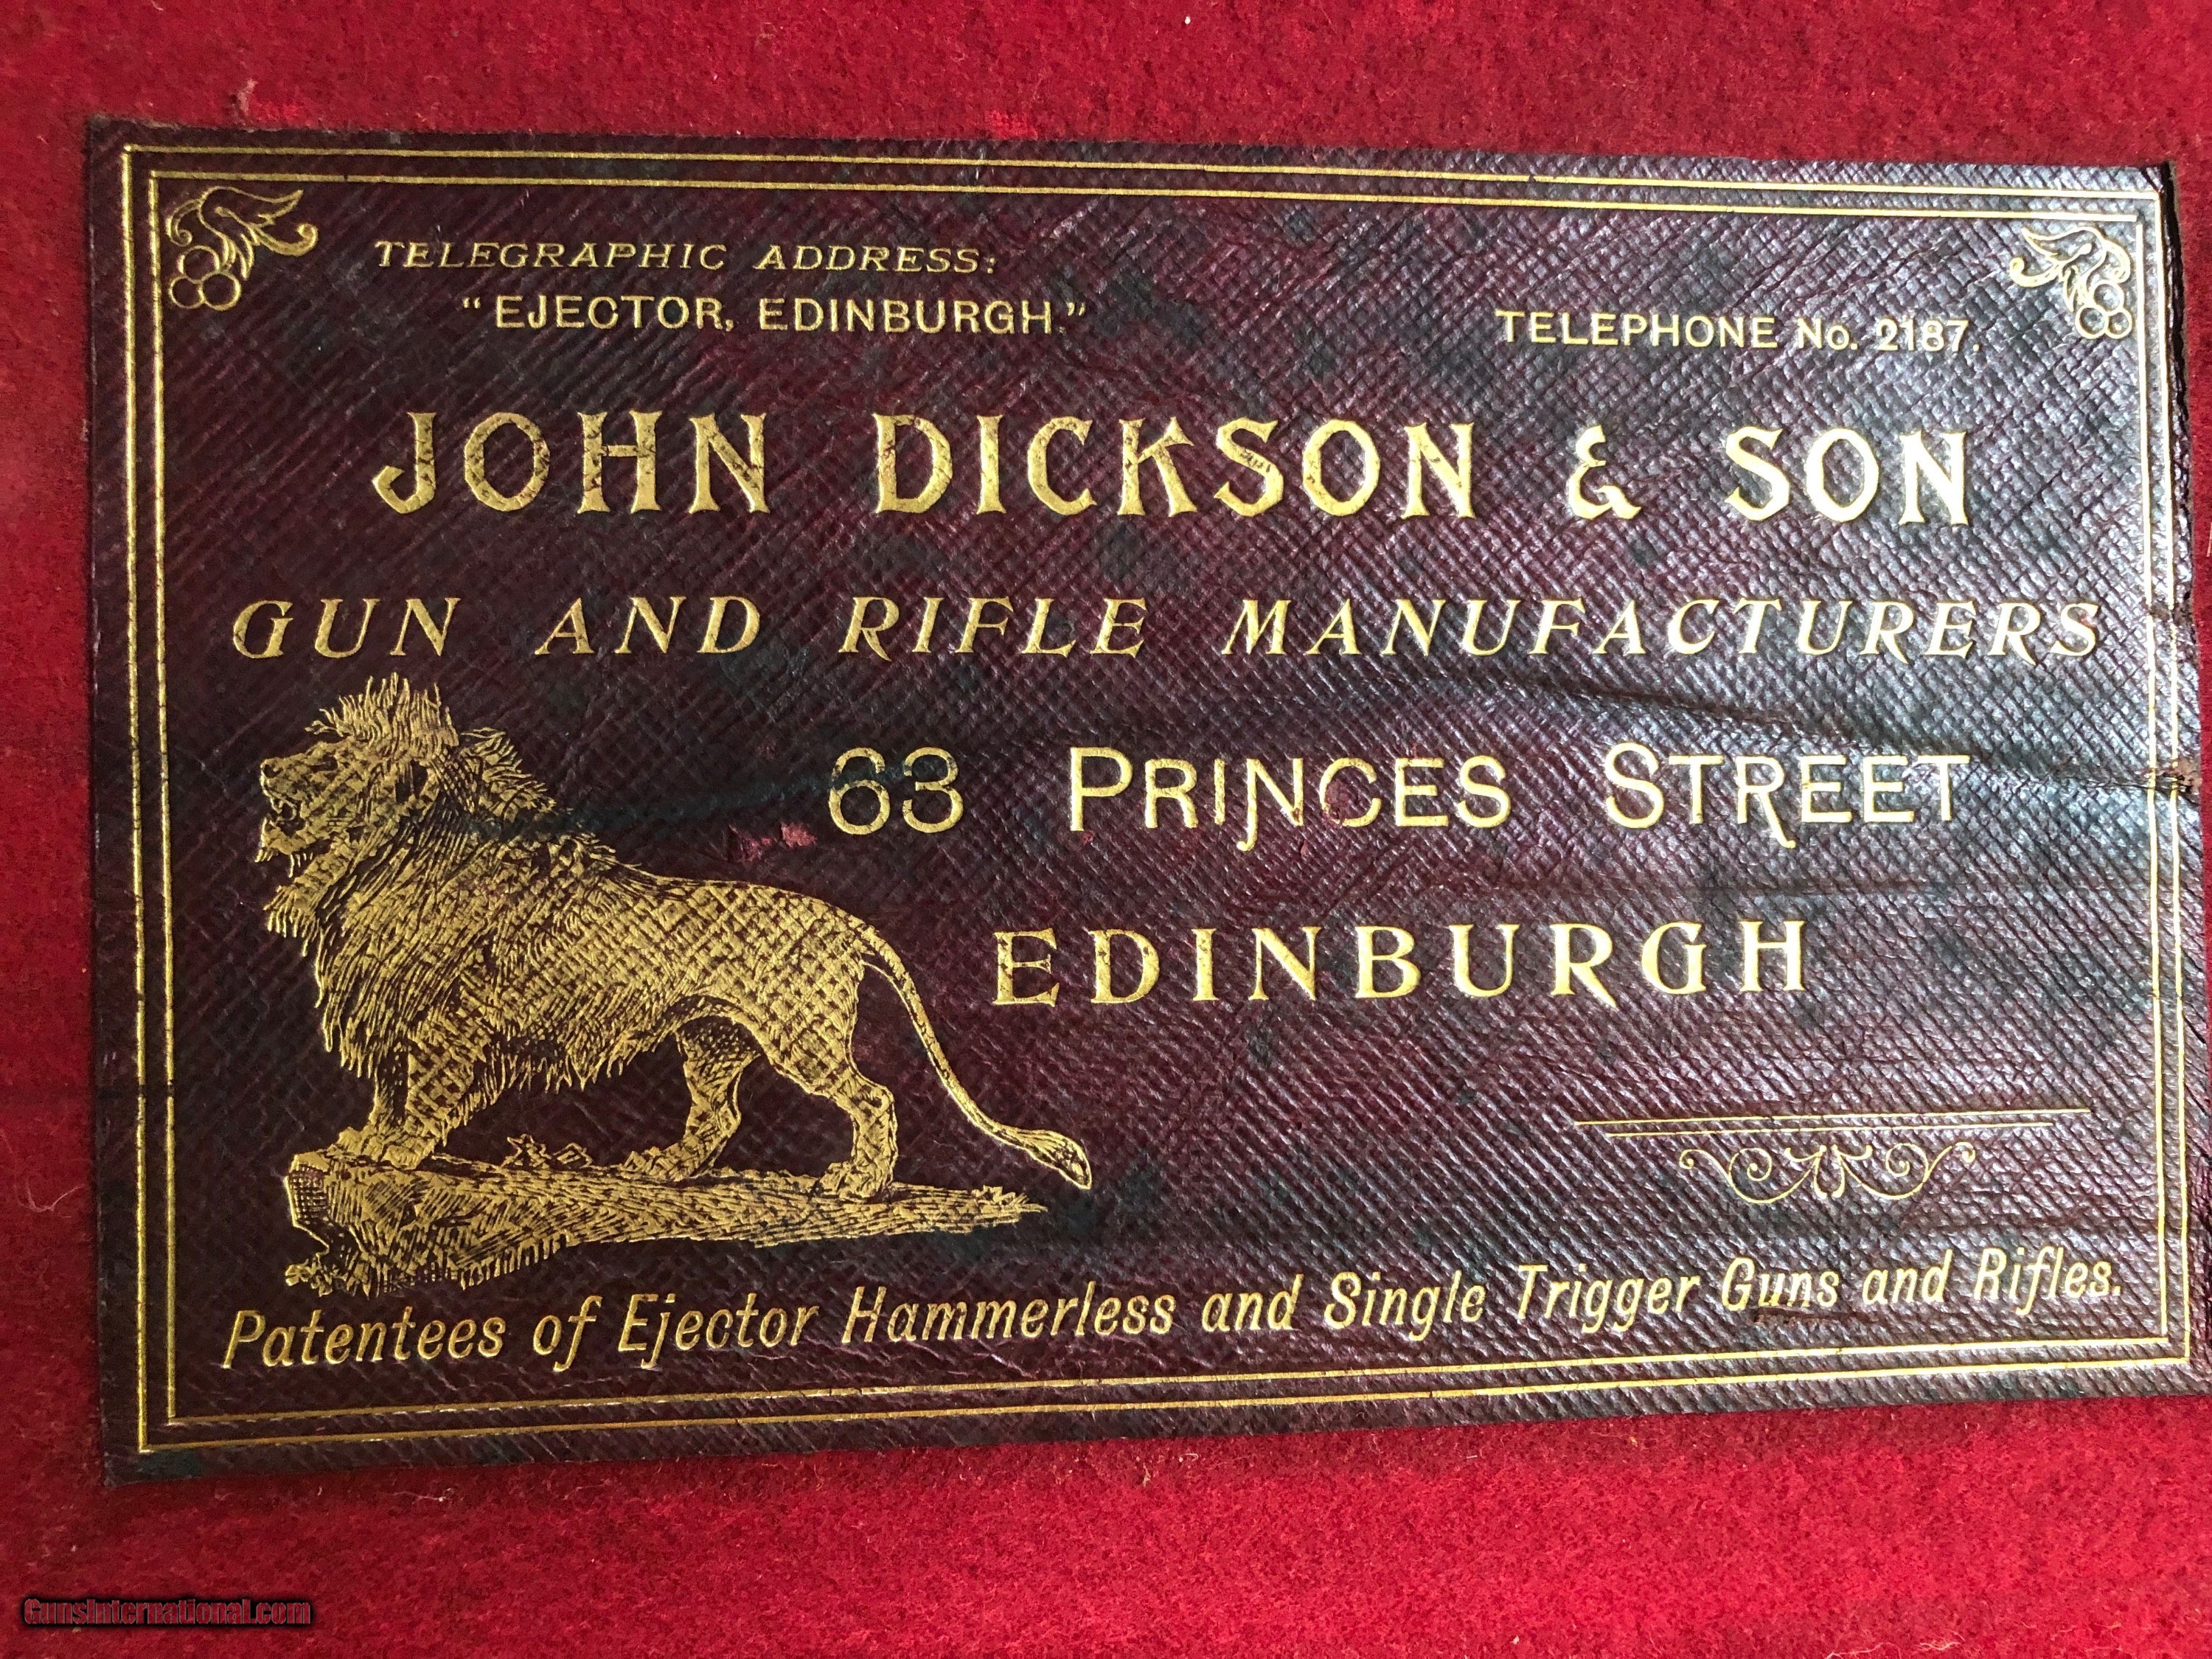 TELEGRAPHIC ADDRESS:
"EJECTOR, EDINBURGH."
TELEPHONE No. 2187.
JOHN DICKSON & SON
GUN AND RIFLE MANUFACTURERS
63 PRINCES STREET
EDINBURGH
Patentees of Ejector Hammerless and Single Trigger Guns and Rifles.
GunsInternational.com